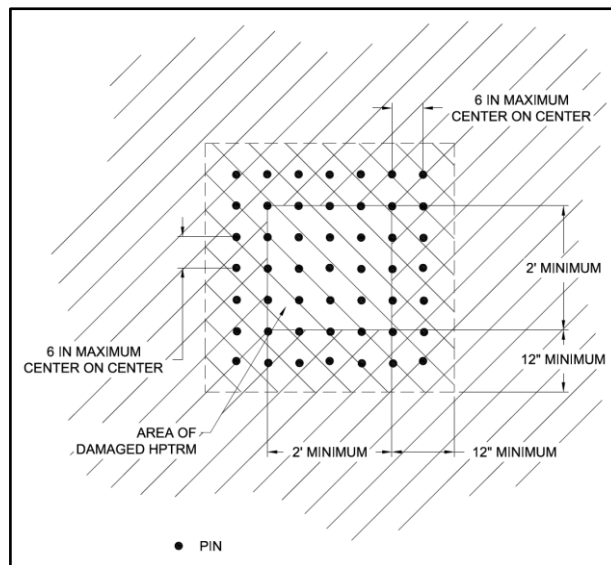 6 IN MAXIMUM
CENTER ON CENTER
2' MINIMUM
6 IN MAXIMUM
CENTER ON CENTER
12" MINIMUM
AREA OF
DAMAGED HPTRM
2' MINIMUM
12" MINIMUM
PIN